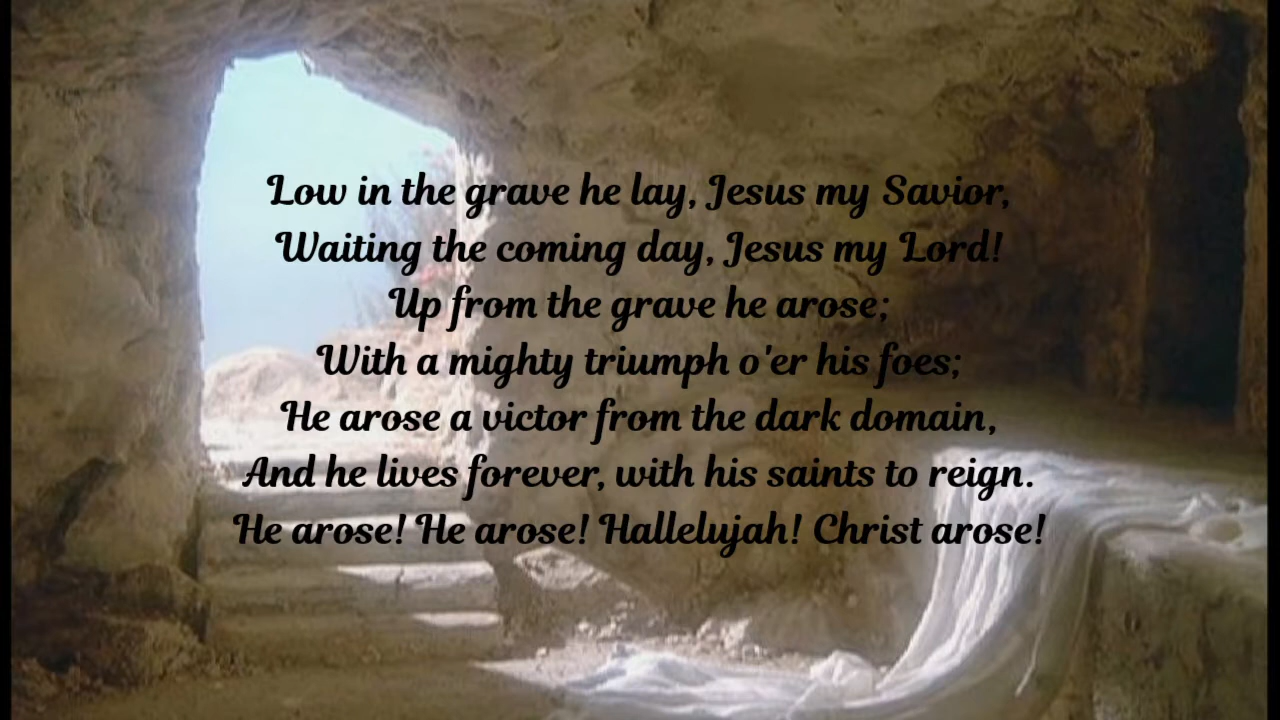 Low in the grave he lay, Jesus my Savior,
Waiting the coming day, Jesus my Lord!
Up from the grave he arose;
With a mighty triumph o'er his foes;
He arose a victor from the dark domain,
And he lives forever, with his saints to reign.
He arose! He arose! Hallelujah! Christ arose!